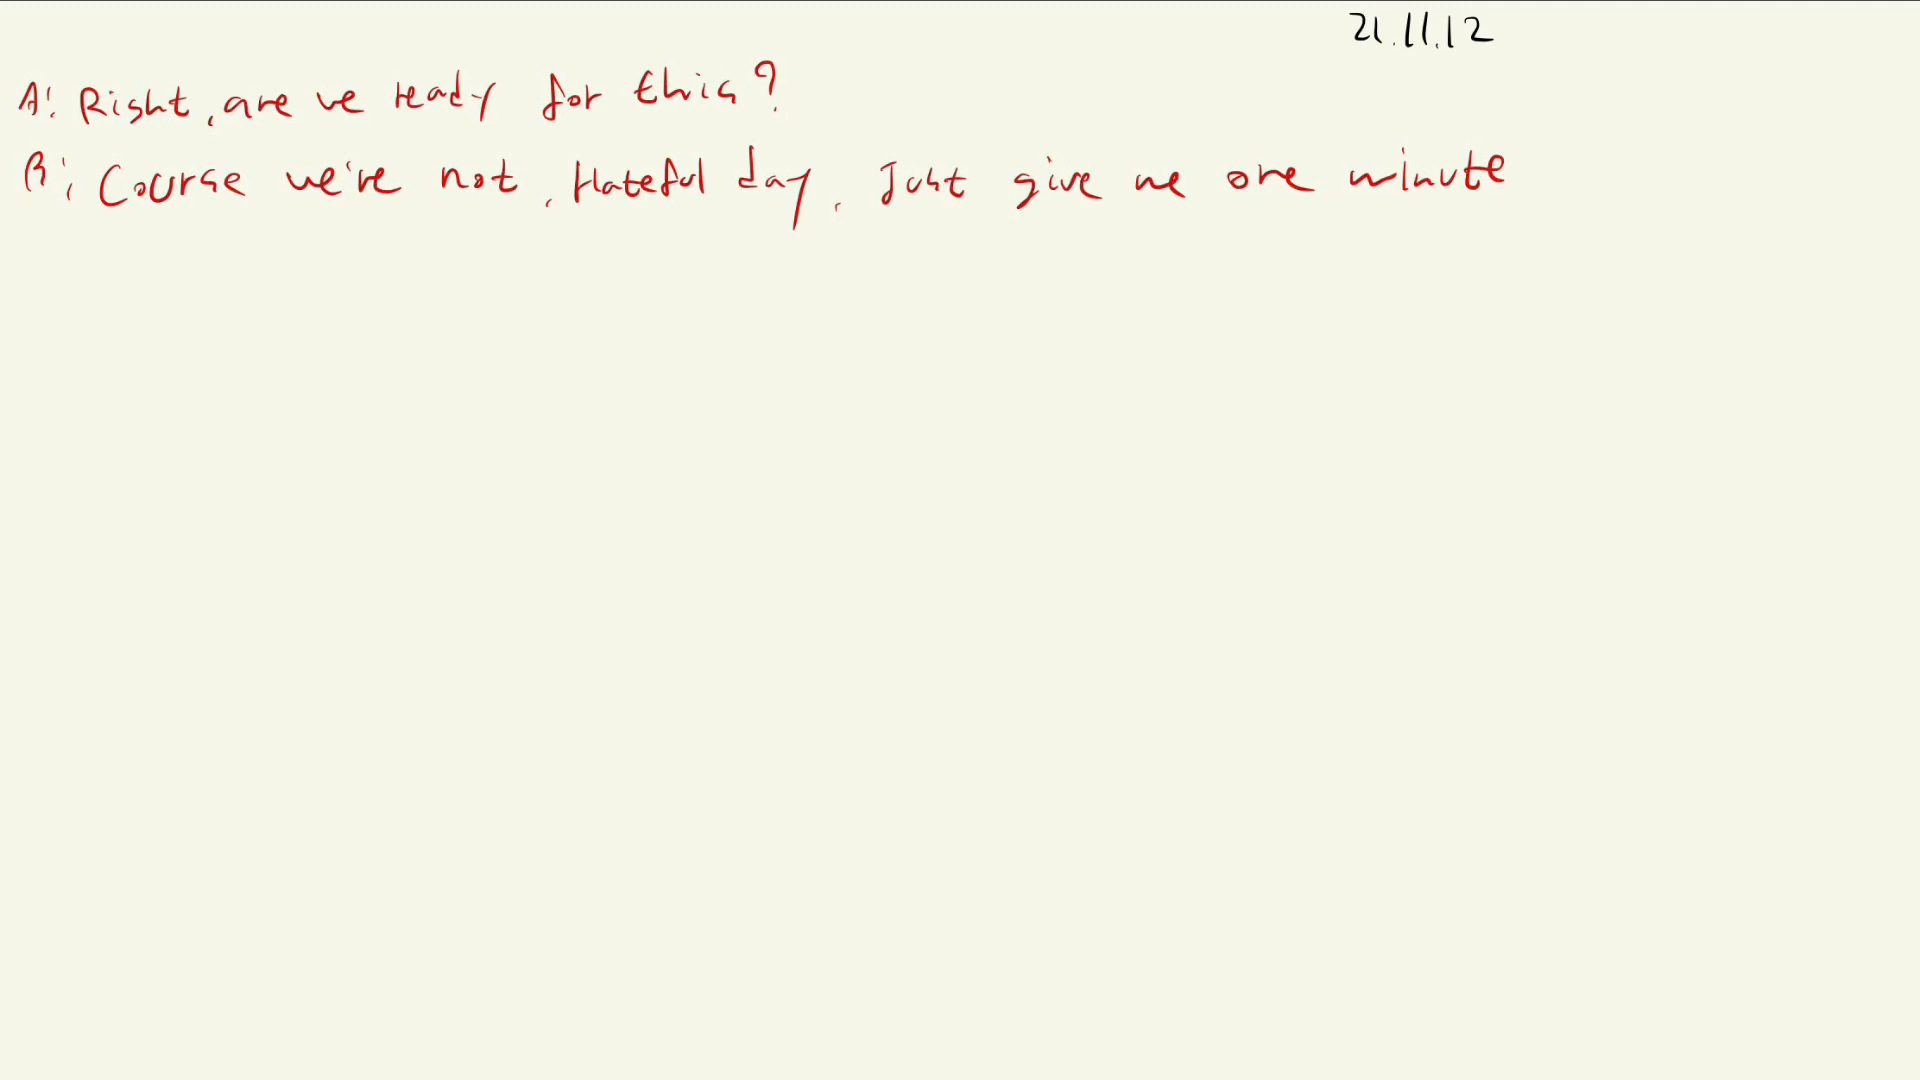 21.11.12
A: Right, are we ready for this?
B: Course we're not, Hateful day. Just give me one minute